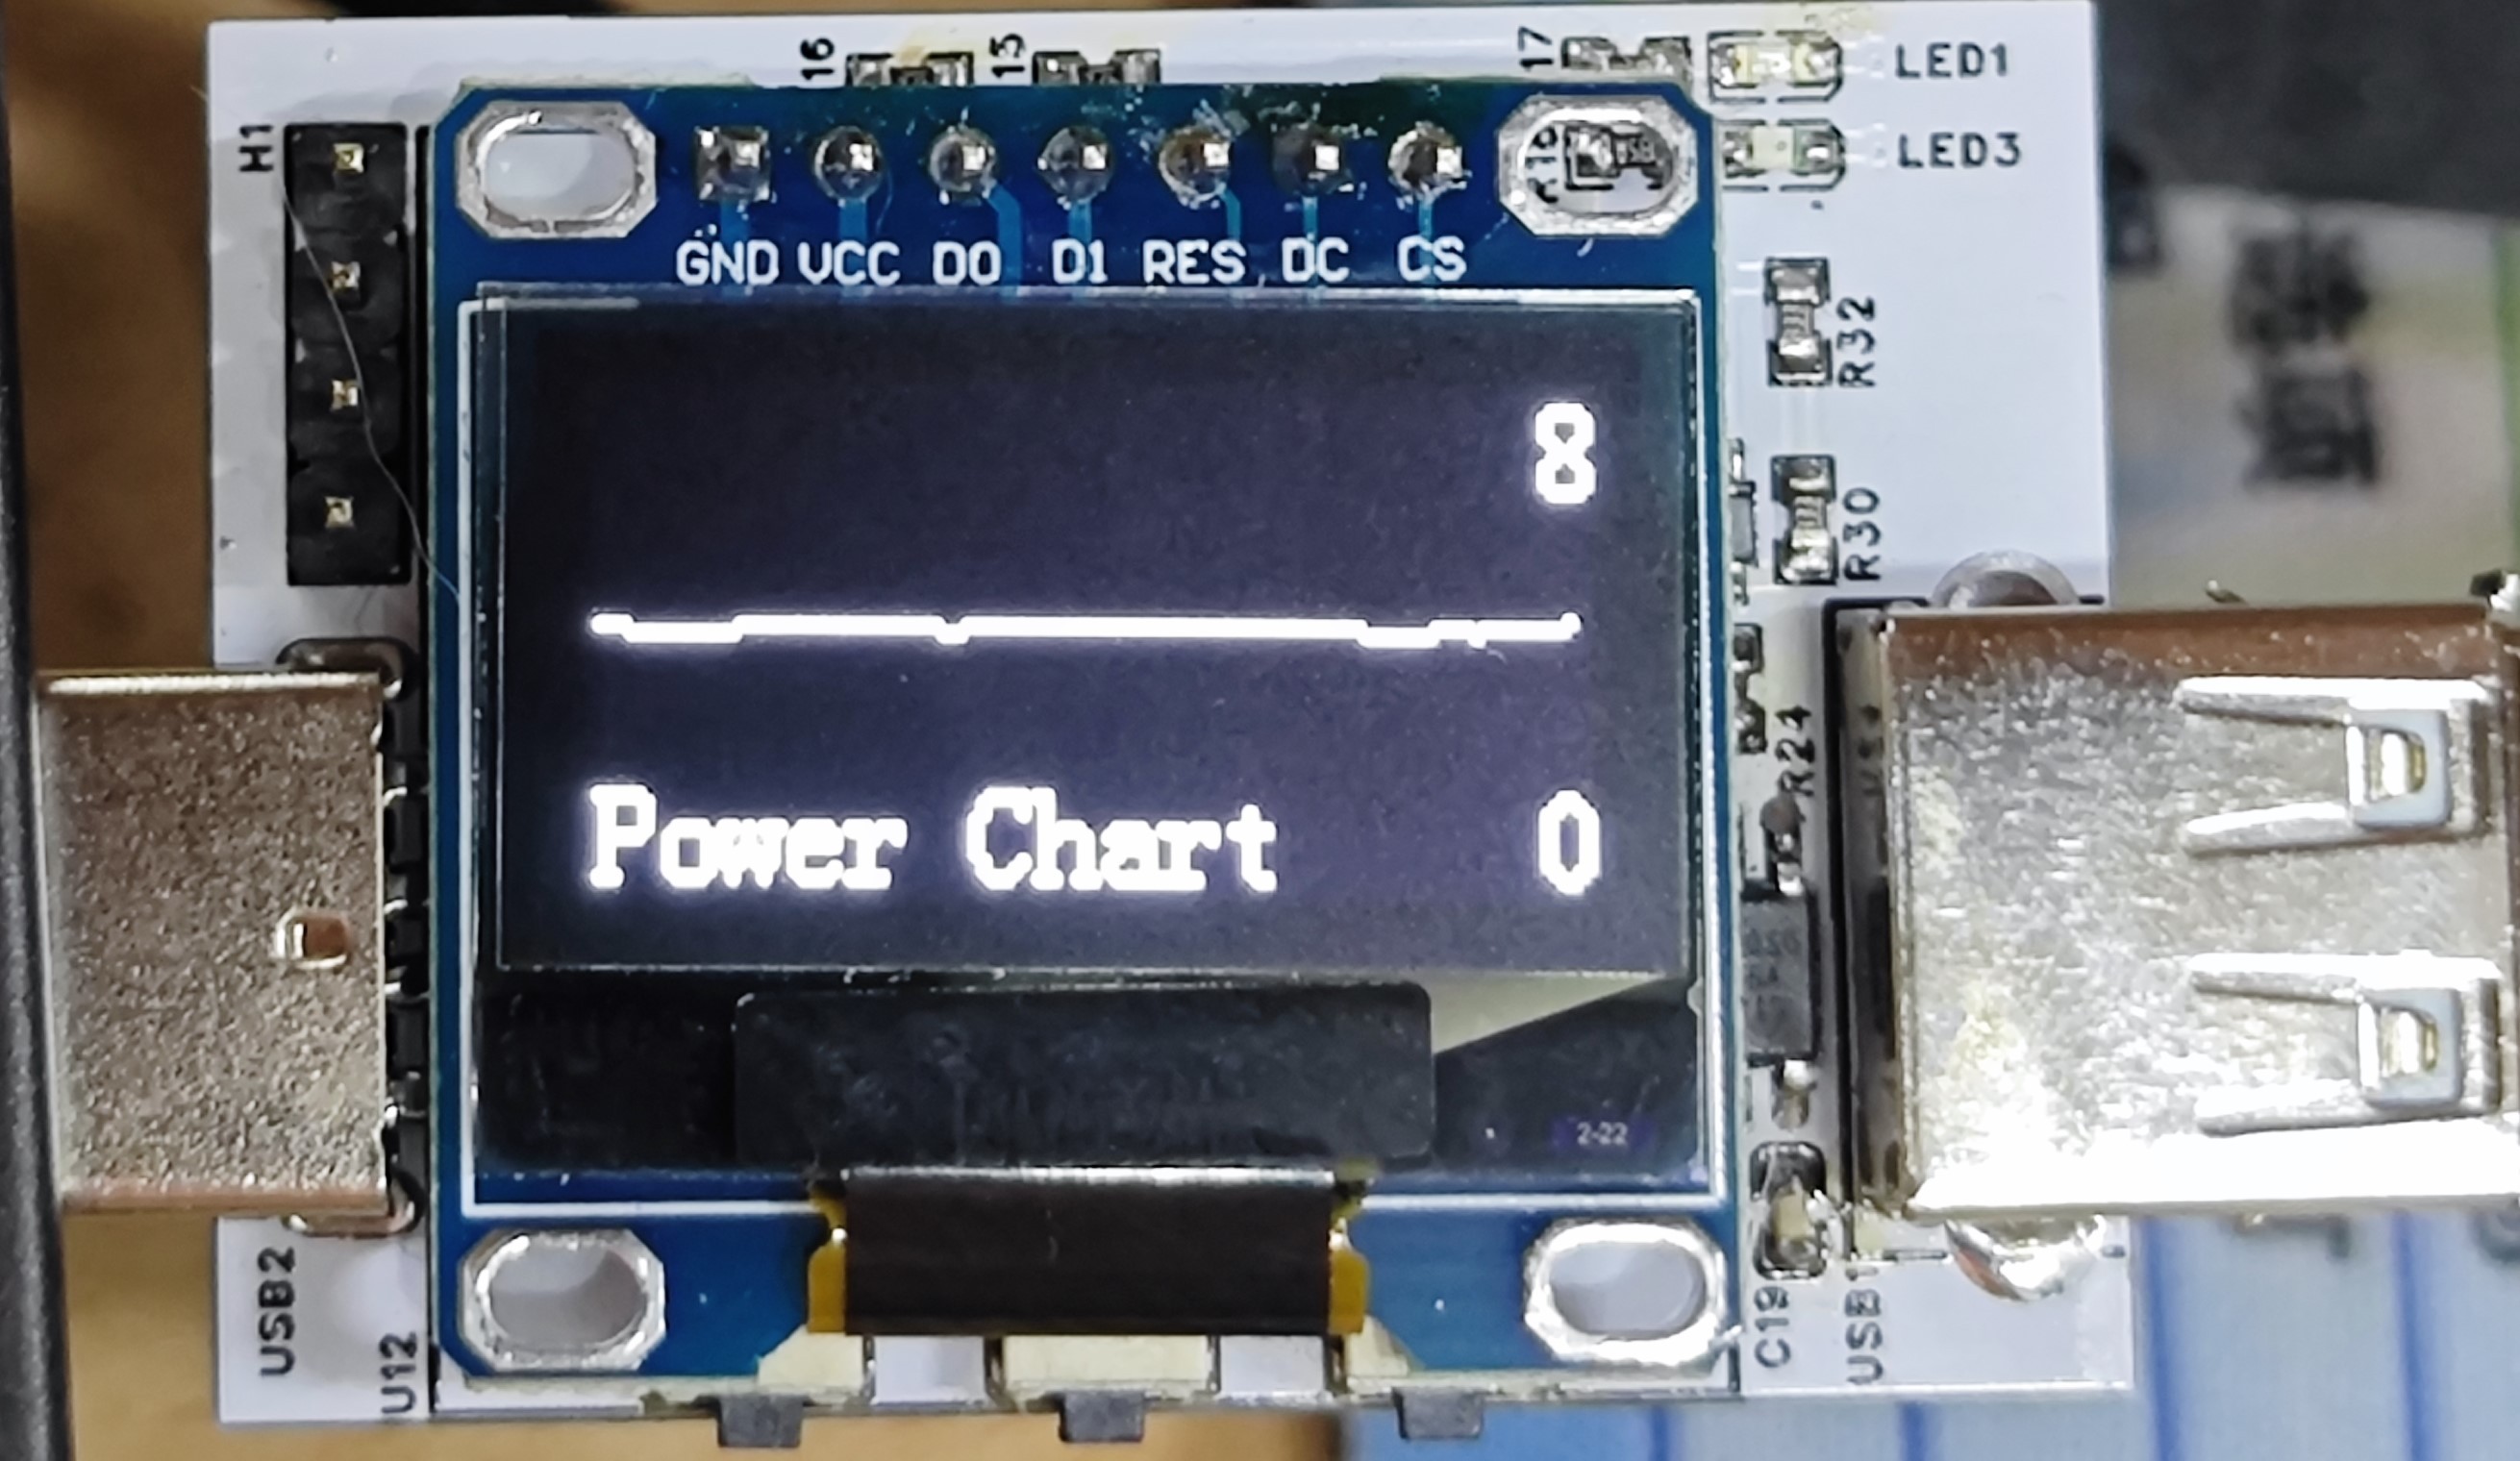 16 15 17 LED1
H1 LED3
GND VCC D0 D1 RES DC CS
R32
8
R30
R24
Power Chart 0
2-22
USB2
U12
C19
USB1